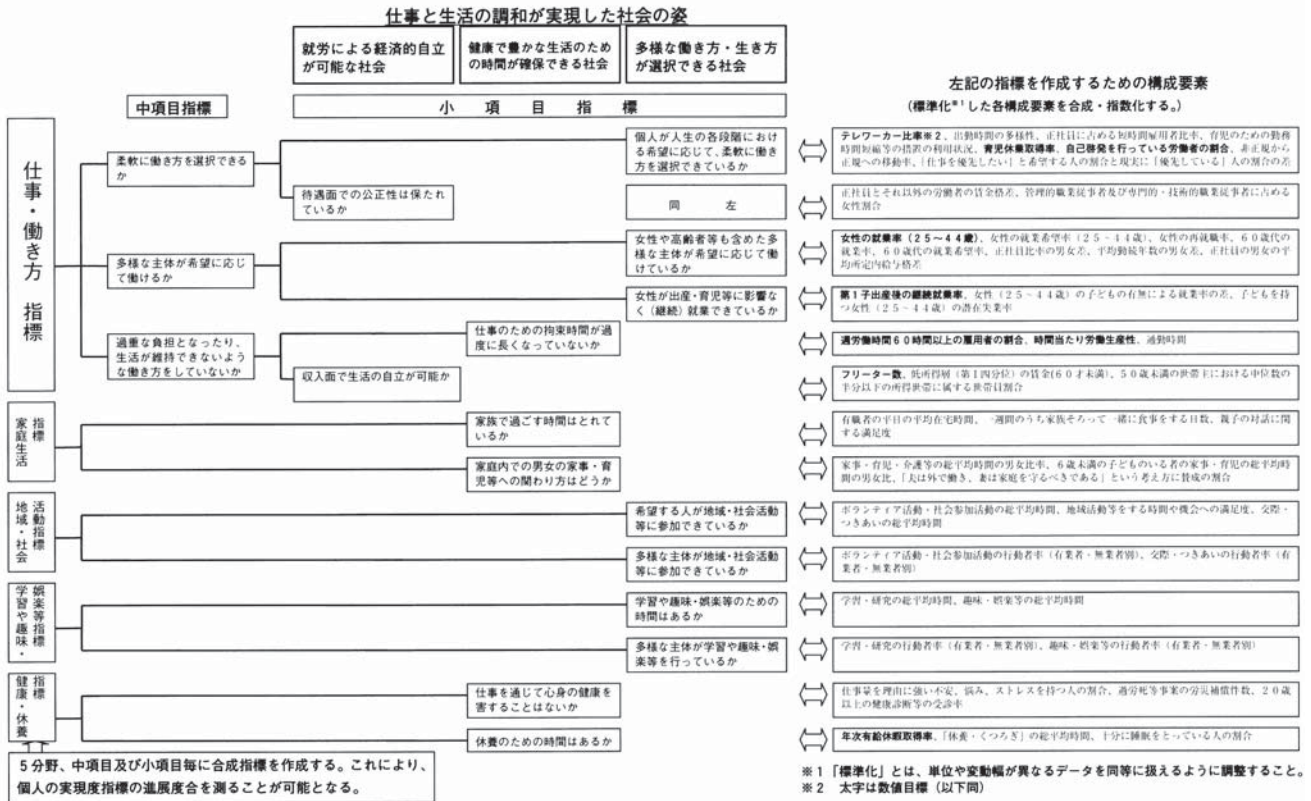 仕事と生活の調和が実現した社会の姿
就労による経済的自立
が可能な社会
健康で豊かな生活のため
の時間が確保できる社会
多様な働き方・生き方
が選択できる社会
左記の指標を作成するための構成要素
(標準化※1した各構成要素を合成・指数化する。)
中項目指標
小項目指標
仕事・働き方 指標
柔軟に働き方を選択できる
か
個人が人生の各段階におけ
る希望に応じて、柔軟に働き
方を選択できているか
テレワーカー比率※2、出勤時間の多様性、正社員に占める短時間雇用者比率、育児のための勤務
時間短縮等の措置の利用状況、育児休業取得率、自己啓発を行っている労働者の割合、非正規から
正規への移動率、「仕事を優先したい」と希望する人の割合と現実に「優先している」人の割合の差
待遇面での公正性は保たれ
ているか
同 左
正社員とそれ以外の労働者の賃金格差、管理的職業従事者及び専門的・技術的職業従事者に占める
女性割合
多様な主体が希望に応じ
て働けるか
女性や高齢者等も含めた多
様な主体が希望に応じて働
けているか
女性の就業率(25~44歳)、女性の就業希望率(25-44歳)、女性の再就職率、60歳代の
就業率、60歳代の就業希望率、正社員比率の男女差、平均勤続年数の男女差、正社員の男女の平
均所定内給与格差
女性が出産・育児等に影響な
く(継続)就業できているか
第1子出産後の継続就業率、女性(25-44歳)の子どもの有無による就業率の差、子どもを持
つ女性(25-44歳)の潜在失業率
過重な負担となったり、
生活が維持できないよう
な働き方をしていないか
仕事のための拘束時間が過
度に長くなっていないか
週労働時間60時間以上の雇用者の割合、時間当たり労働生産性、通勤時間
収入面で生活の自立が可能か
フリーター数、低所得層(第1四分位)の賃金(60才未満)、50歳未満の世帯主における中位数の
半分以下の所得世帯に属する世帯員割合
家庭生活指標
家族で過ごす時間はとれて
いるか
有職者の平日の平均在宅時間、一週間のうち家族そろって一緒に食事をする日数、親子の対話に関
する満足度
家庭内での男女の家事・育
児等への関わり方はどうか
家事・育児・介護等の総平均時間の男女比率、6歳未満の子どものいる者の家事・育児の総平均時
間の男女比、「夫は外で働き、妻は家庭を守るべきである」という考え方に賛成の割合
地域・社会活動指標
希望する人が地域・社会活動
等に参加できているか
ボランティア活動・社会参加活動の総平均時間、地域活動等をする時間や機会への満足度、交際・
つきあいの総平均時間
多様な主体が地域・社会活動
等に参加できているか
ボランティア活動・社会参加活動の行動者率(有業者・無業者別)、交際・つきあいの行動者率(有
業者・無業者別)
学習や趣味・娯楽等指標
学習や趣味・娯楽等のための
時間はあるか
学習・研究の総平均時間、趣味・娯楽等の総平均時間
多様な主体が学習や趣味・娯
楽等を行っているか
学習・研究の行動者率(有業者・無業者別)、趣味・娯楽等の行動者率(有業者・無業者別)
健康・休養指標
仕事を通じて心身の健康を
害することはないか
仕事量を理由に強い不安、悩み、ストレスを持つ人の割合、過労死等事案の労災補償件数、20歳
以上の健康診断等の受診率
休養のための時間はあるか
年次有給休暇取得率、「休養・くつろぎ」の総平均時間、十分に睡眠をとっている人の割合
5分野、中項目及び小項目毎に合成指標を作成する。これにより、
個人の実現度指標の進展度合を測ることが可能となる。
※1「標準化」とは、単位や変動幅が異なるデータを同等に扱えるように調整すること。
※2 太字は数値目標(以下同)